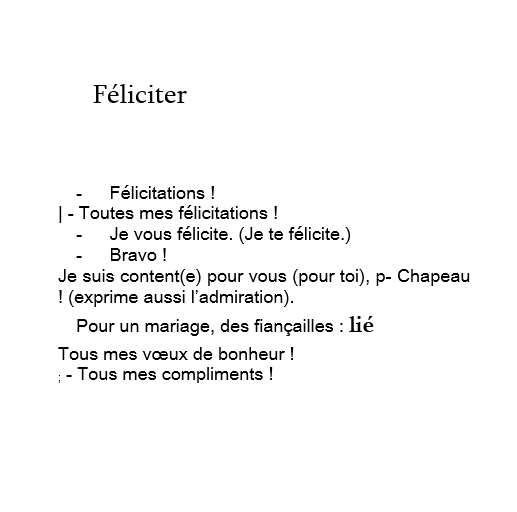 Féliciter
- Félicitations !
| - Toutes mes félicitations !
- Je vous félicite. (Je te félicite.)
- Bravo !
Je suis content(e) pour vous (pour toi), p- Chapeau
! (exprime aussi l’admiration).
Pour un mariage, des fiançailles : lié
Tous mes vœux de bonheur !
; - Tous mes compliments !